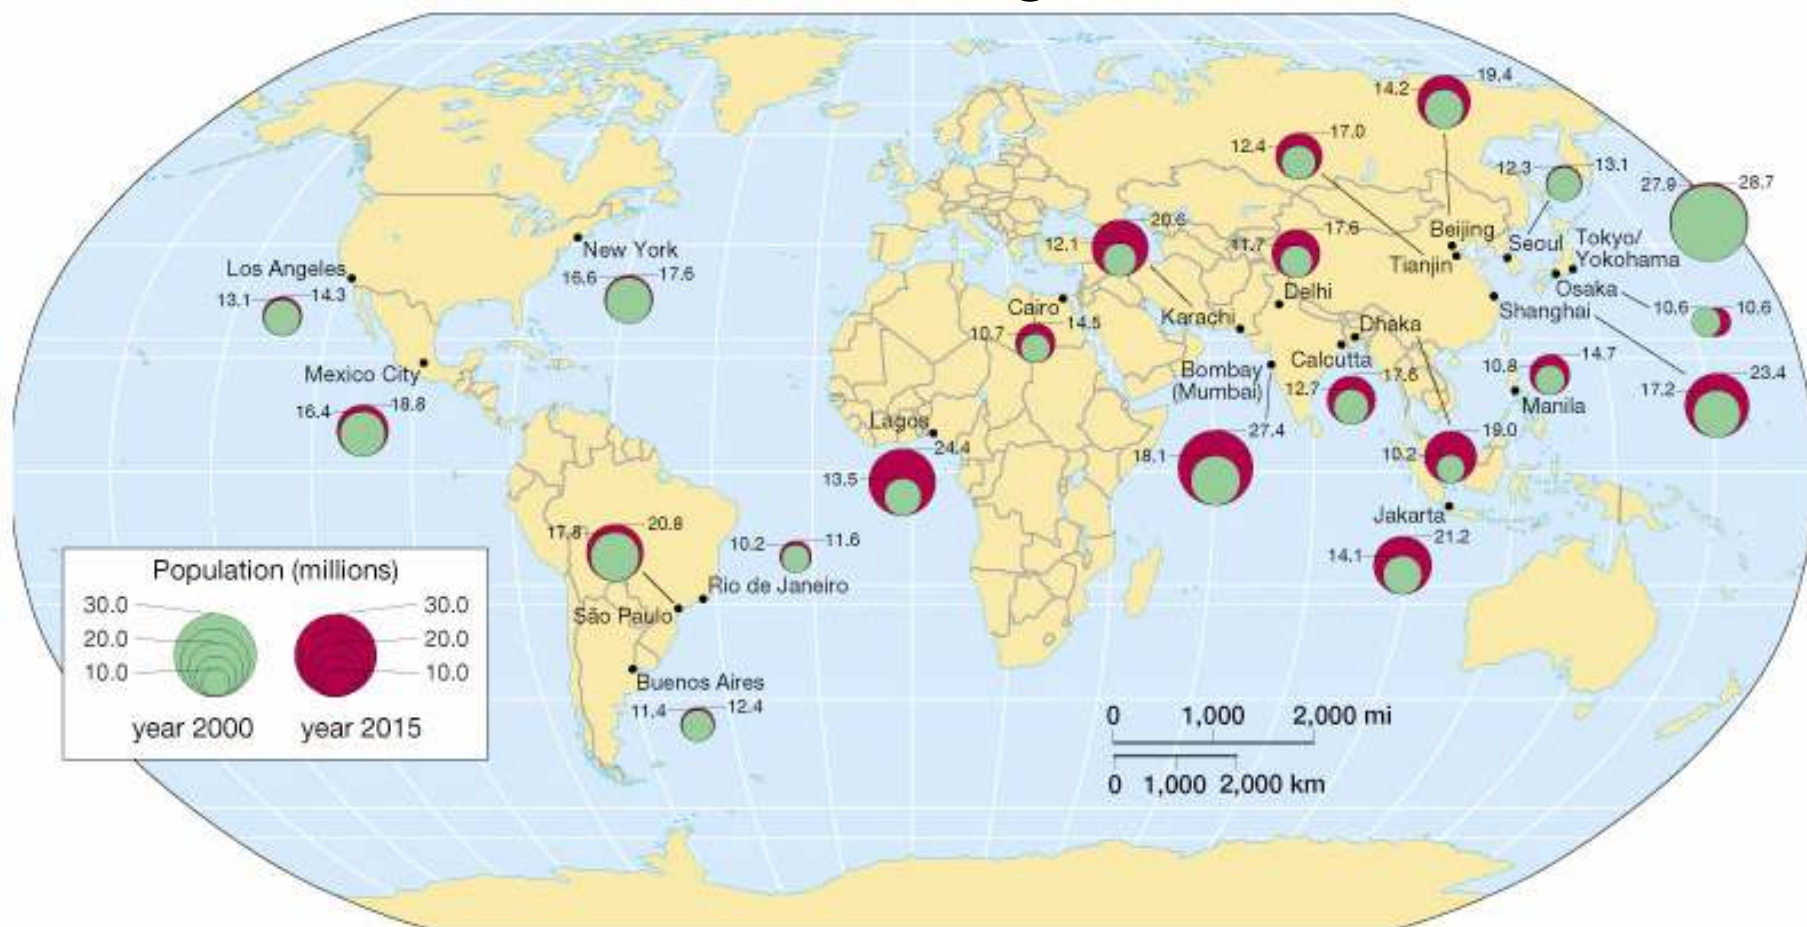 14.2 19.4
12.4 17.0
12.3 13.1
27.9 28.7
20.6
12.1
17.6
11.7
Beijing
Seoul
Tokyo/
Yokohama
Tianjin
Osaka
New York
16.6 17.6
Los Angeles
13.1 14.3
Cairo
10.7 14.5
Karachi
Delhi
Dhaka
Shanghai
10.6 10.6
Calcutta
Bombay
(Mumbai)
12.7 17.6
10.8 14.7
Manila
17.2 23.4
Mexico City
16.4 18.8
Lagos
24.4
13.5
27.4
18.1
19.0
10.2
Jakarta
21.2
14.1
20.8
10.2 11.6
Rio de Janeiro
São Paulo
Buenos Aires
11.4 12.4
Population (millions)
30.0 30.0
20.0 20.0
10.0 10.0
year 2000 year 2015
0 1,000 2,000 mi
0 1,000 2,000 km